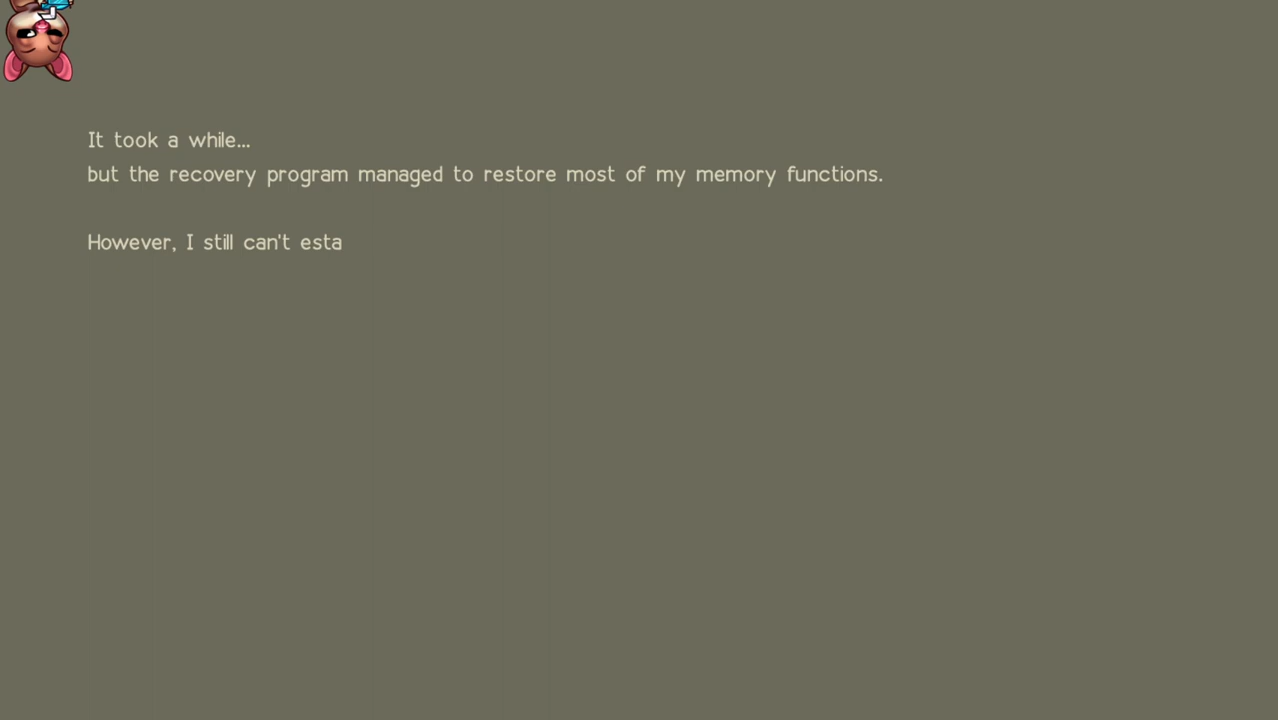 It took a while...
but the recovery program managed to restore most of my memory functions.
However, I still can't esta